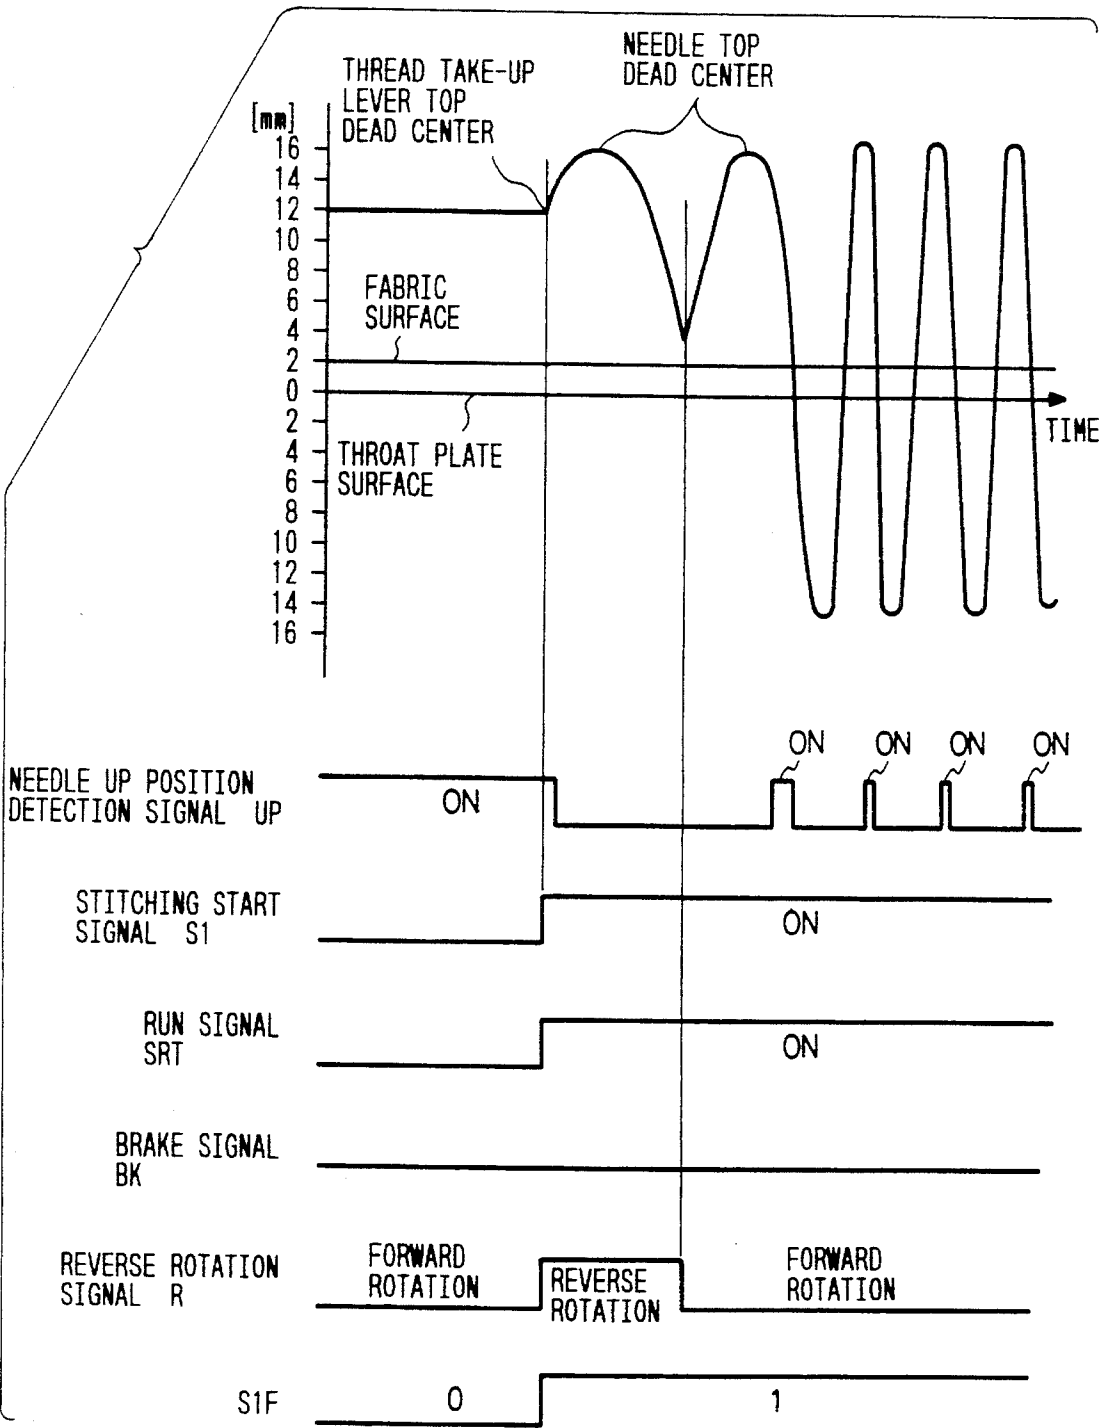 NEEDLE TOP
DEAD CENTER
THREAD TAKE-UP
LEVER TOP
DEAD CENTER
[mm]
16
14
12
10
8
6
4
2
0
2
4
6
8
10
12
14
16
FABRIC
SURFACE
TIME
THROAT PLATE
SURFACE
ON
ON
ON
ON
NEEDLE UP POSITION
DETECTION SIGNAL UP
ON
STITCHING START
SIGNAL S1
ON
RUN SIGNAL
SRT
ON
BRAKE SIGNAL
BK
REVERSE ROTATION
SIGNAL R
FORWARD
ROTATION
REVERSE
ROTATION
FORWARD
ROTATION
S1F
0
1